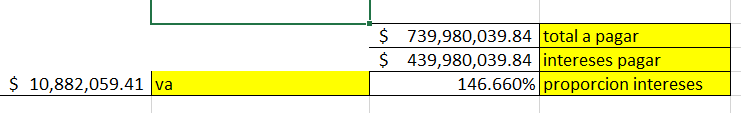 $ 739,980,039.84 total a pagar
$ 439,980,039.84 intereses pagar
$ 10,882,059.41 va 146.660% proporcion intereses